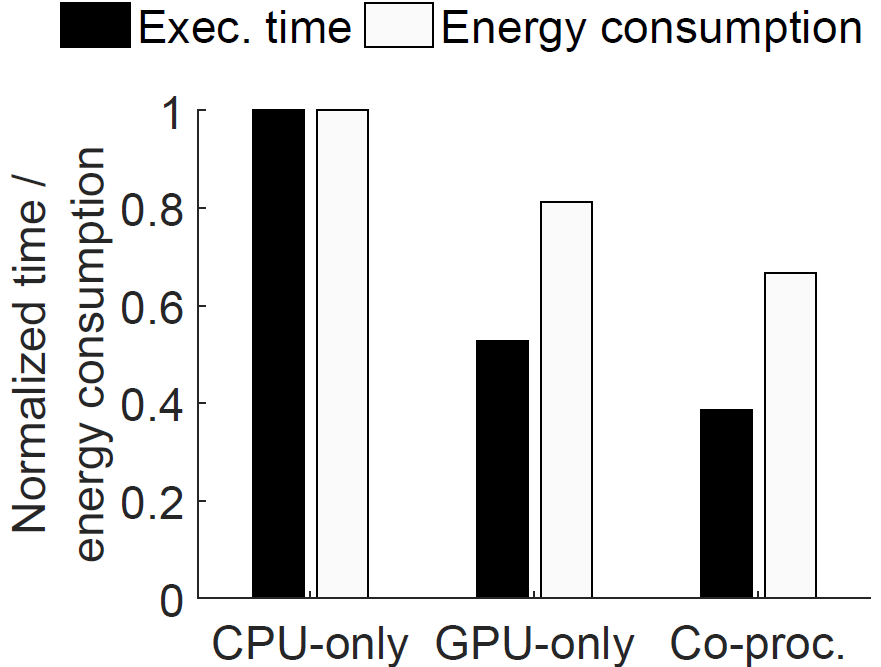 Exec. time Energy consumption
Normalized time /
energy consumption
1
0.8
0.6
0.4
0.2
0
CPU-only GPU-only Co-proc.